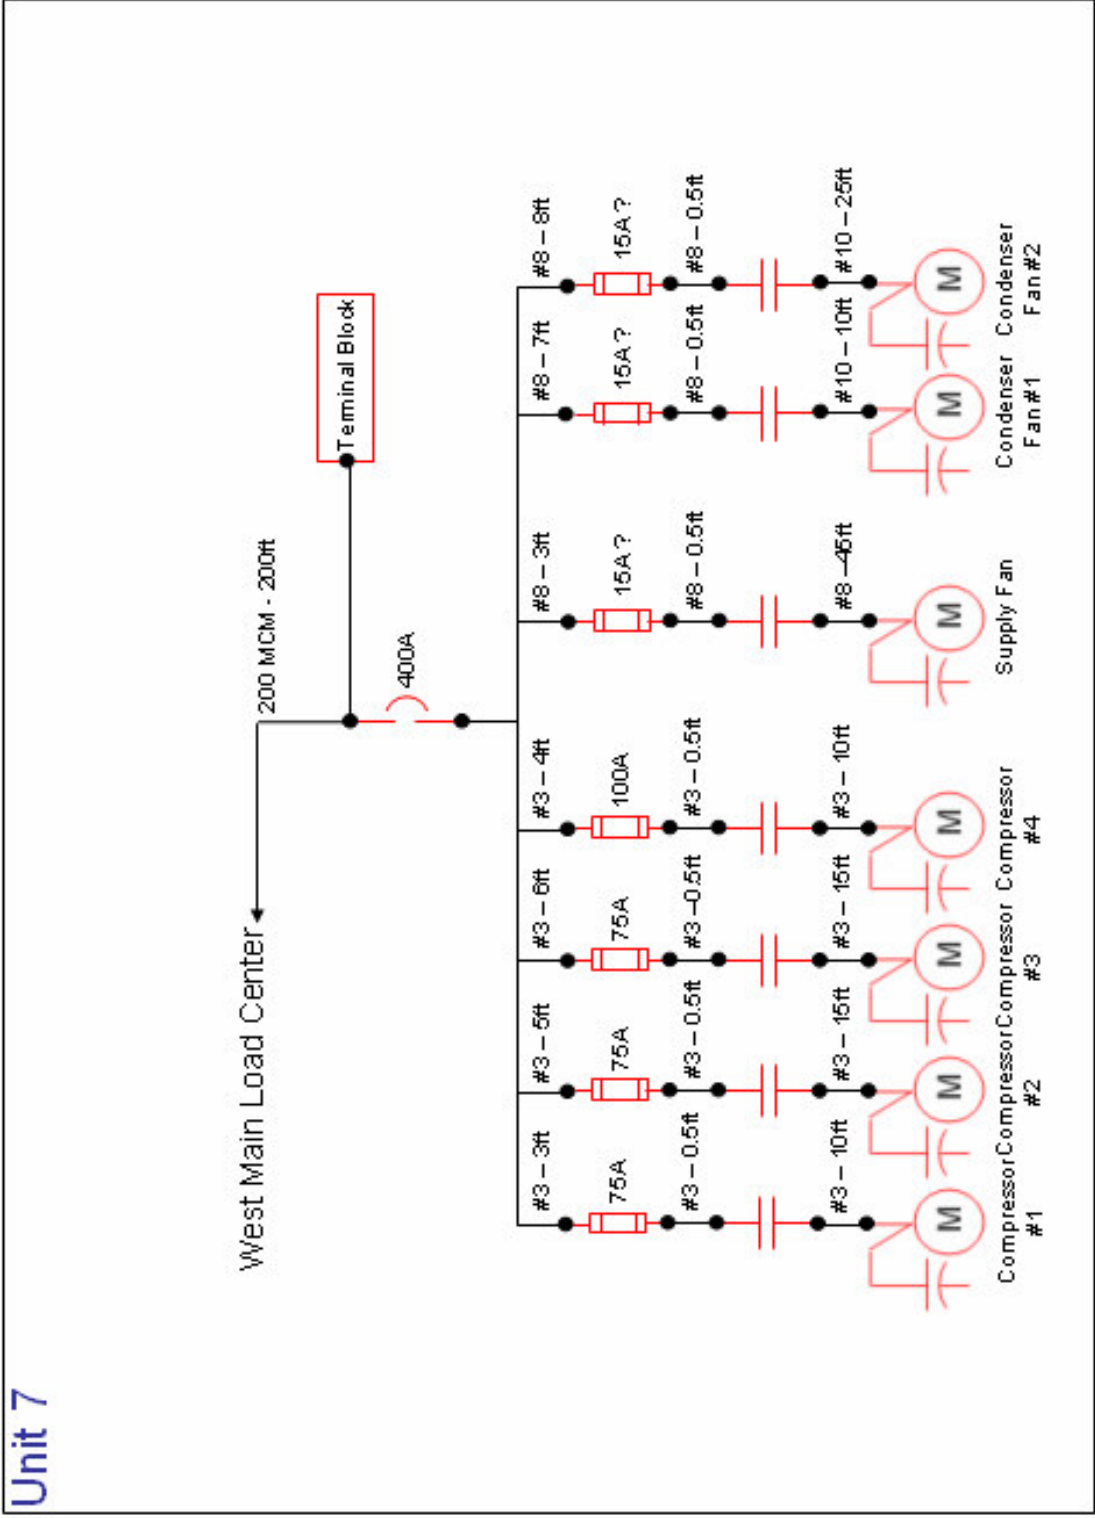 Unit 7
West Main Load Center
200 MCM - 200ft
Terminal Block
400A
#3 – 3ft
#3 – 5ft
#3 – 6ft
#3 – 4ft
#8 – 3ft
#8 – 7ft
#8 – 8ft
75A
75A
75A
100A
15A ?
15A ?
15A ?
#3 – 0.5ft
#3 – 0.5ft
#3 –0.5ft
#3 – 0.5ft
#8 – 0.5ft
#8 – 0.5ft
#8 – 0.5ft
#3 – 10ft
#3 – 15ft
#3 – 15ft
#3 – 10ft
#8 –45ft
#10 – 10ft
#10 – 25ft
M
M
M
M
M
M
M
Compressor
#1
Compressor
#2
Compressor
#3
Compressor
#4
Supply Fan
Condenser
Fan #1
Condenser
Fan #2